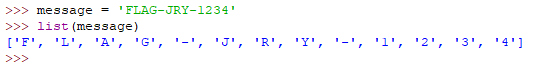 >>> message = 'FLAG-JRY-1234'
>>> list(message)
['F', 'L', 'A', 'G', '-', 'J', 'R', 'Y', '-', '1', '2', '3', '4']
>>>